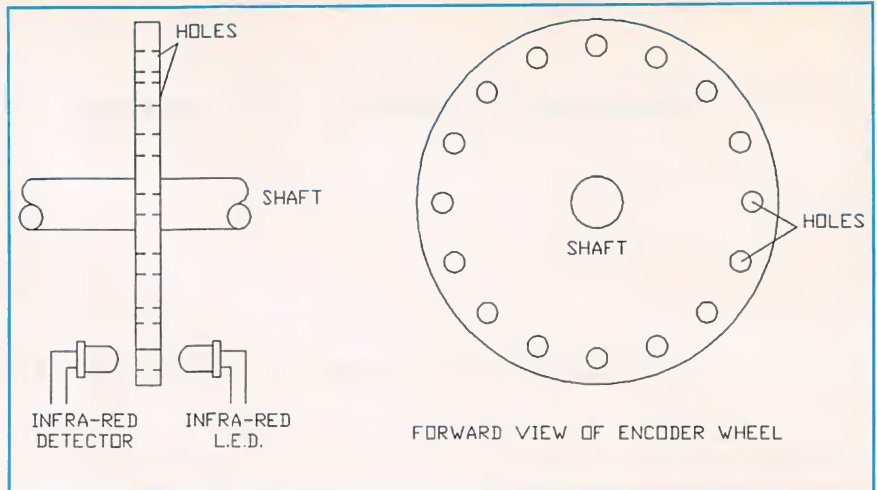 HOLES
SHAFT
INFRA-RED
DETECTOR
INFRA-RED
L.E.D.
SHAFT
HOLES
FORWARD VIEW OF ENCODER WHEEL